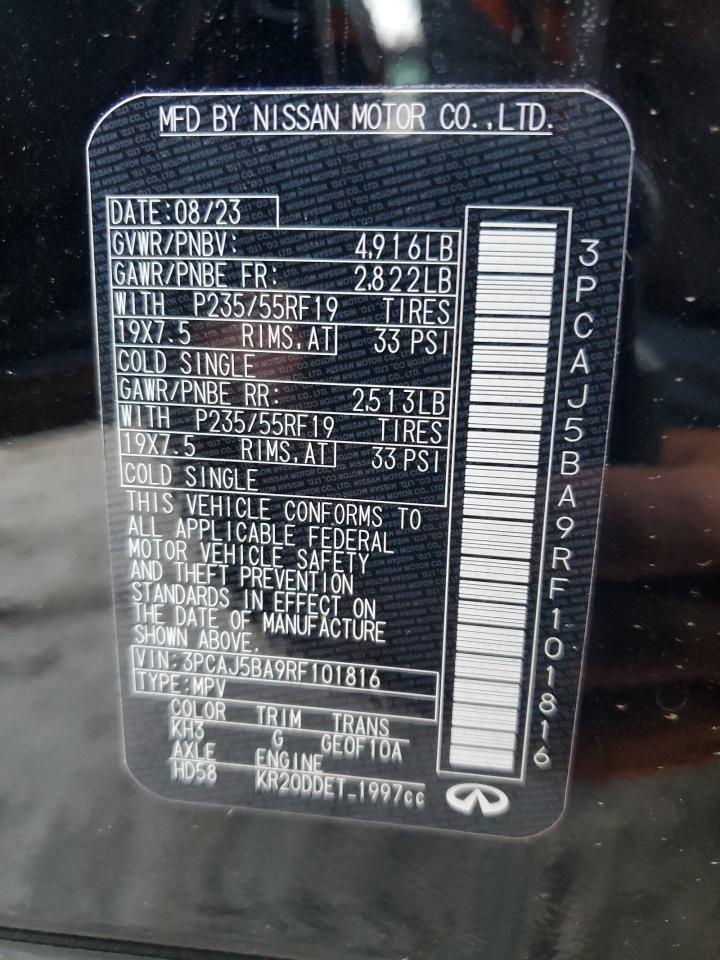 MFD BY NISSAN MOTOR CO.,LTD.
DATE:08/23
GVWR/PNBV: 4,916LB
GAWR/PNBE FR: 2,822LB
WITH P235/55RF19 TIRES
19X7.5 RIMS,AT 33 PSI
COLD SINGLE
GAWR/PNBE RR: 2,513LB
WITH P235/55RF19 TIRES
19X7.5 RIMS,AT 33 PSI
COLD SINGLE
THIS VEHICLE CONFORMS TO
ALL APPLICABLE FEDERAL
MOTOR VEHICLE SAFETY
AND THEFT PREVENTION
STANDARDS IN EFFECT ON
THE DATE OF MANUFACTURE
SHOWN ABOVE.
VIN:3PCAJ5BA9RF101816
TYPE:MPV
COLOR TRIM TRANS
KH3 G GE0F10A
AXLE ENGINE
HD58 KR20DDET_1997cc
3PCAJ5BA9RF101816